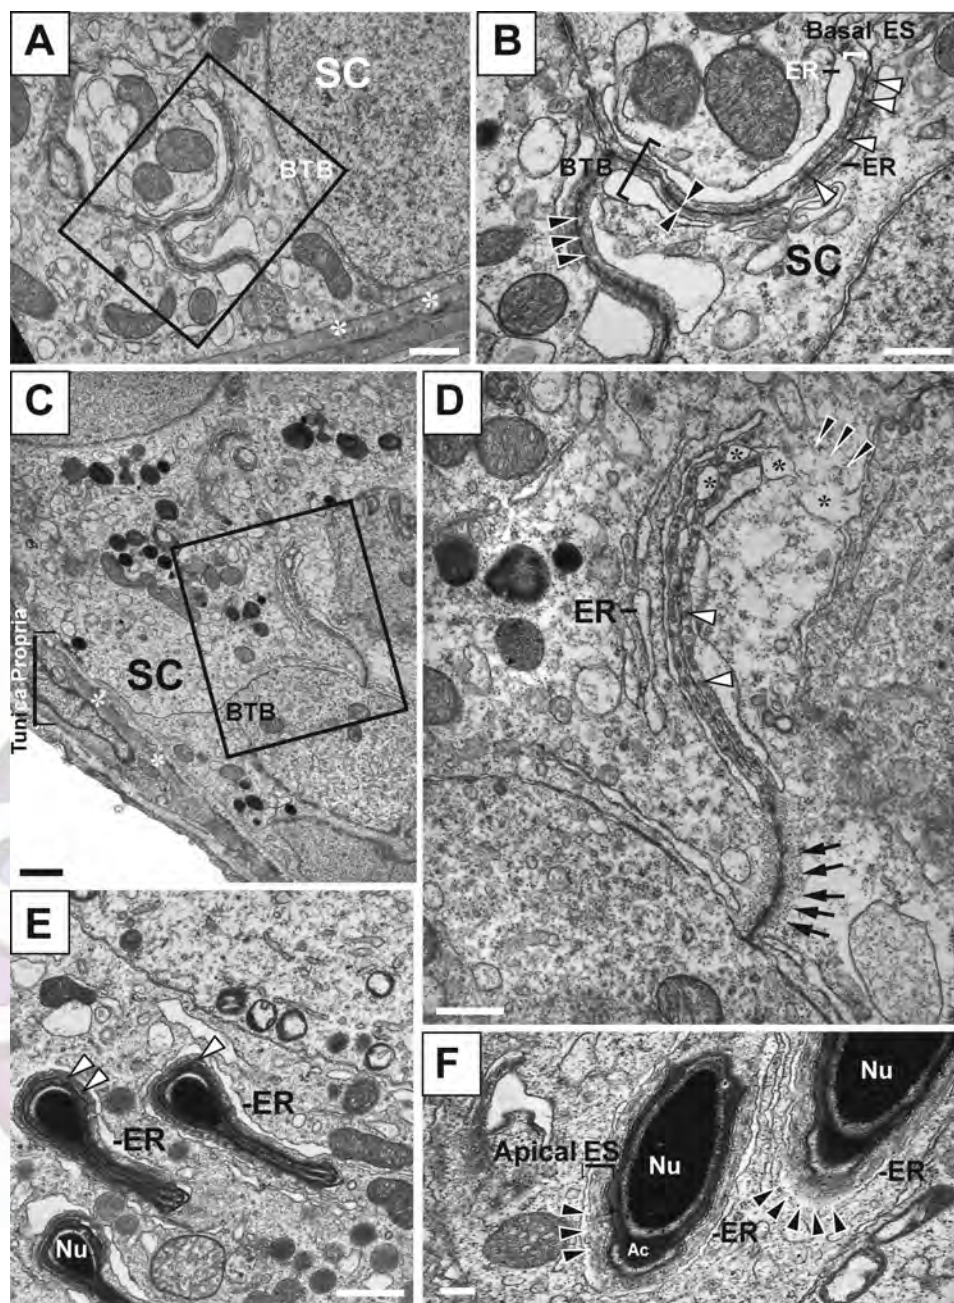 A
SC
BTB
B
Basal ES
ER
BTB
ER
SC
C
Tunica Propria
SC
BTB
*
*
D
*
*
*
*
ER
E
-ER
-ER
Nu
F
Nu
Nu
Apical ES
-ER
-ER
Ac